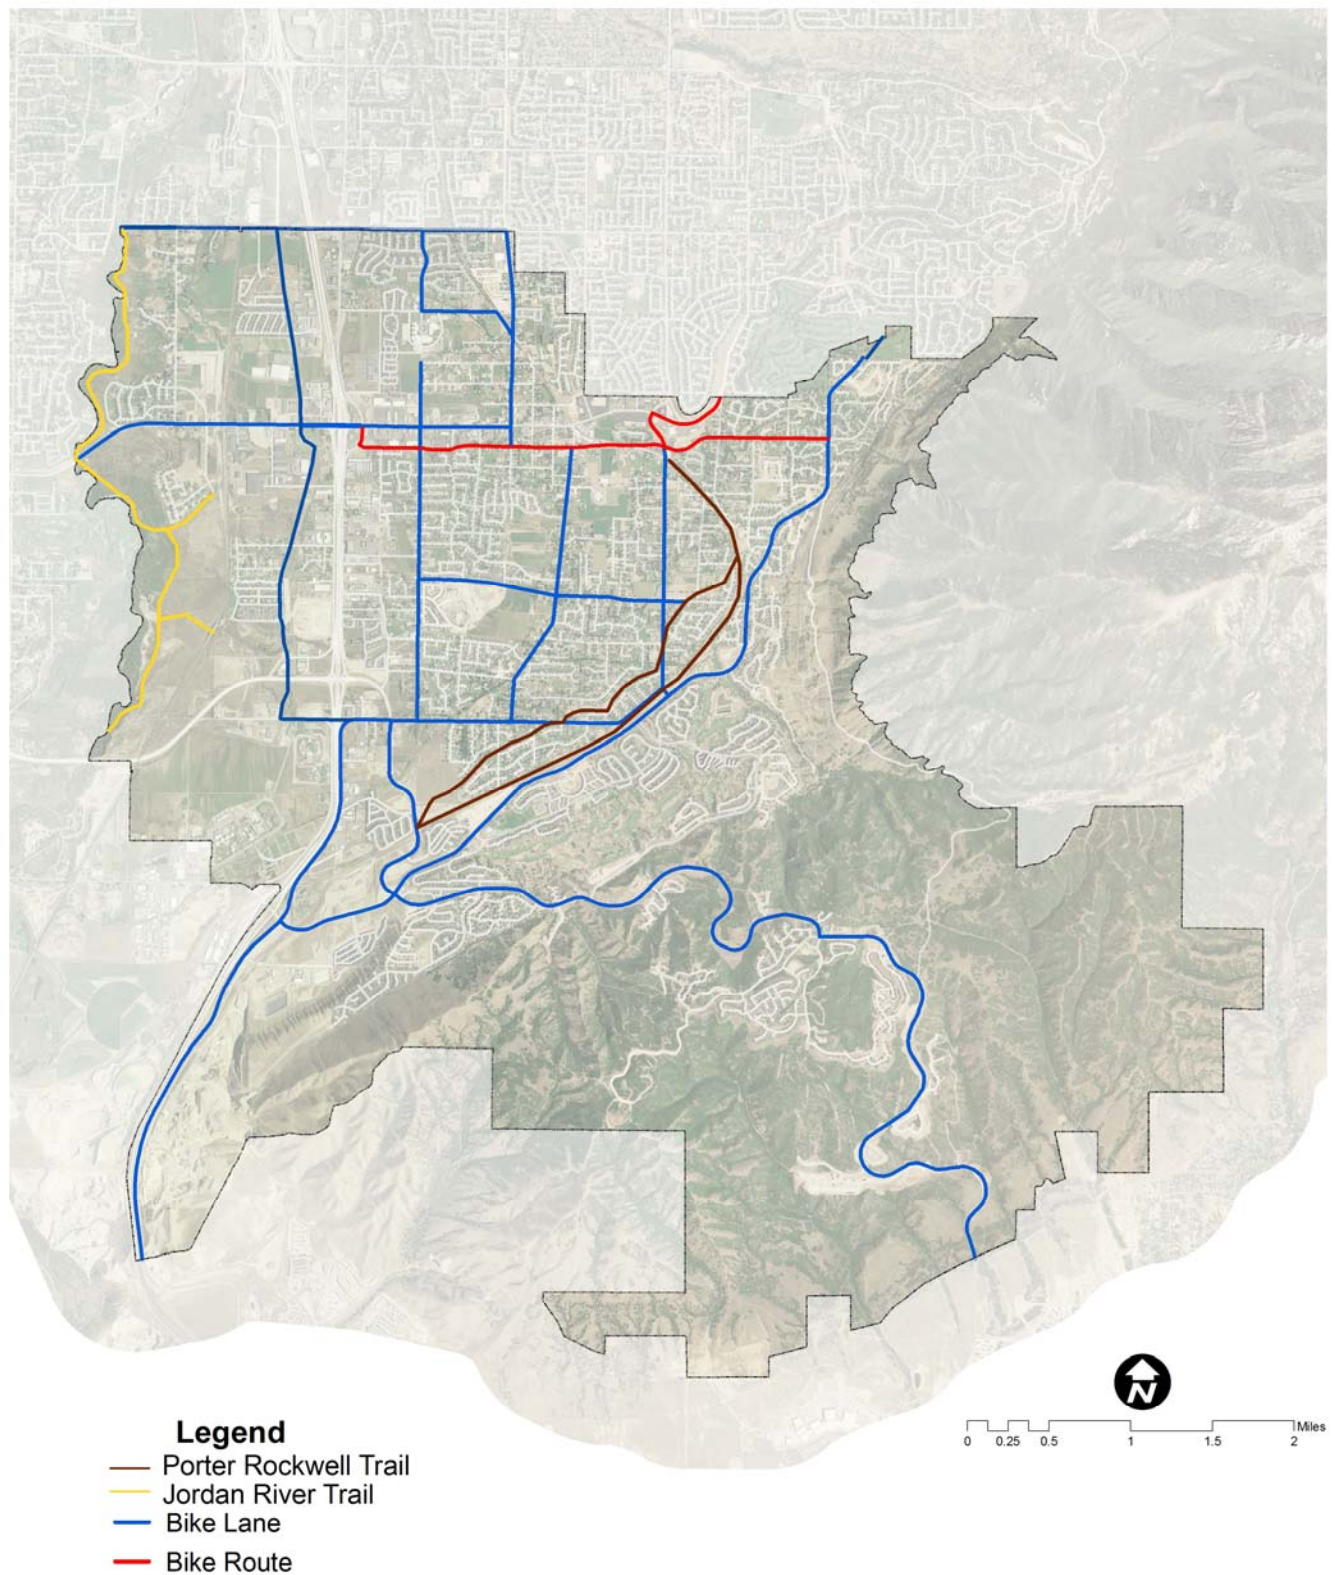 N
Miles
0 0.25 0.5 1 1.5 2
Legend
Porter Rockwell Trail
Jordan River Trail
Bike Lane
Bike Route